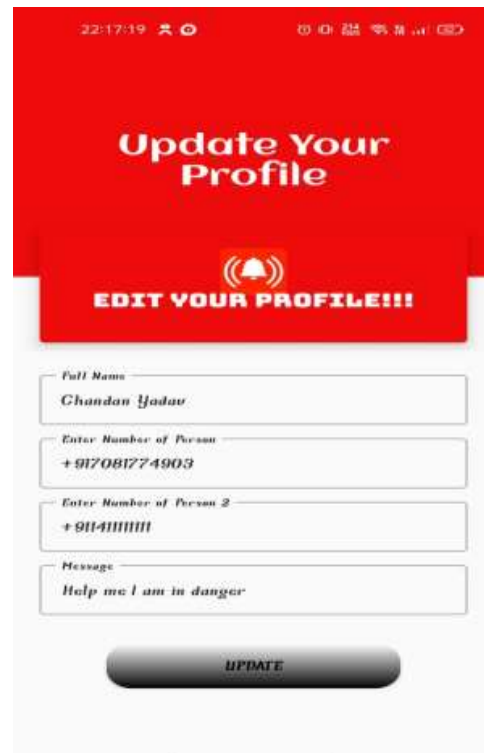 22:17:19
Update Your
Profile
EDIT YOUR PROFILE!!!
Full Name
Chandan Yadav
Enter Number of Person
+917081774903
Enter Number of Person 2
Message
Help me I am in danger
UPDATE